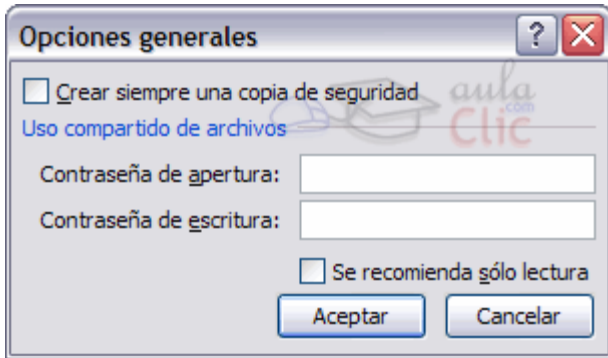 Opciones generales
?
Crear siempre una copia de seguridad
aula
.com
Clic
Uso compartido de archivos
Contraseña de apertura:
Contraseña de escritura:
Se recomienda sólo lectura
Aceptar
Cancelar